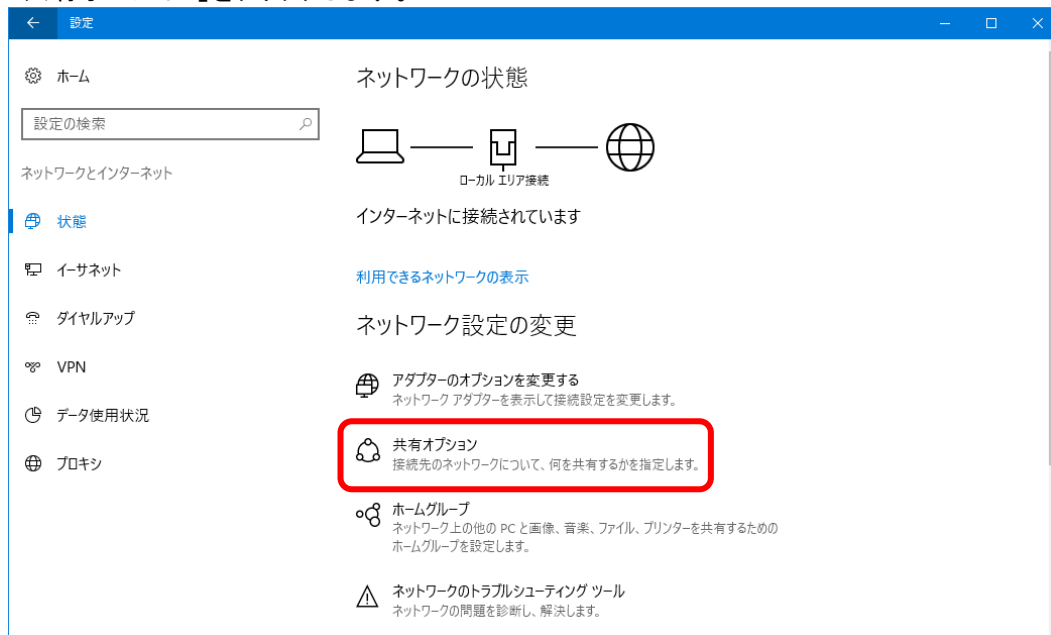 設定
ホーム
設定の検索
ネットワークとインターネット
状態
イーサネット
ダイヤルアップ
VPN
データ使用状況
プロキシ
ネットワークの状態
ローカル エリア接続
インターネットに接続されています
利用できるネットワークの表示
ネットワーク設定の変更
アダプターのオプションを変更する
ネットワーク アダプターを表示して接続設定を変更します。
共有オプション
接続先のネットワークについて、何を共有するかを指定します。
ホームグループ
ネットワーク上の他の PC と画像、音楽、ファイル、プリンターを共有するための
ホームグループを設定します。
ネットワークのトラブルシューティング ツール
ネットワークの問題を診断し、解決します。